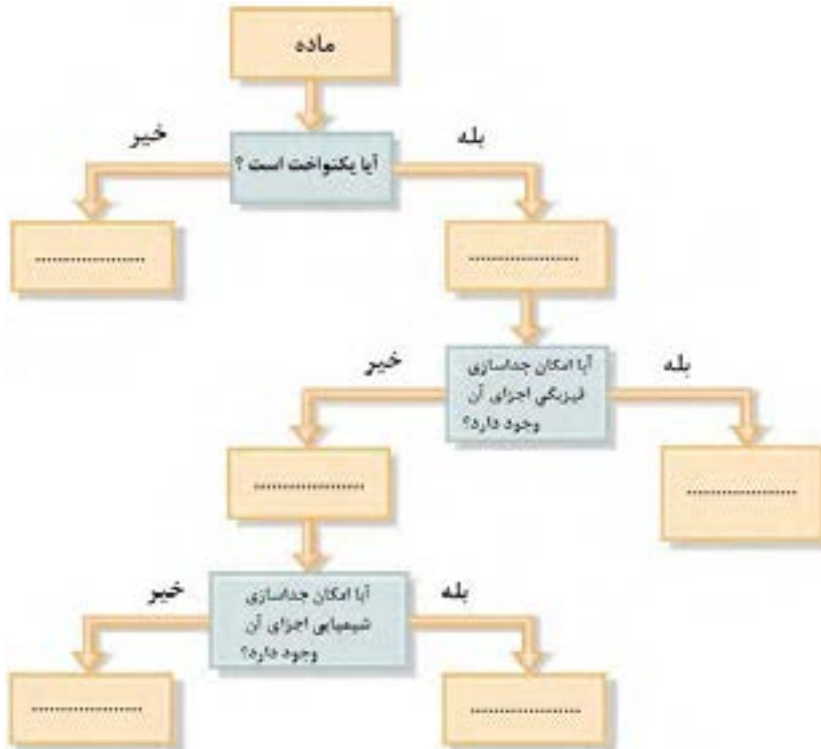 ماده
خیر
بله
آیا یکنواخت است ؟
....................
....................
خیر
بله
آیا امکان جداسازی
فیزیکی اجزای آن
وجود دارد؟
....................
....................
خیر
بله
آیا امکان جداسازی
شیمیایی اجزای آن
وجود دارد؟
....................
....................